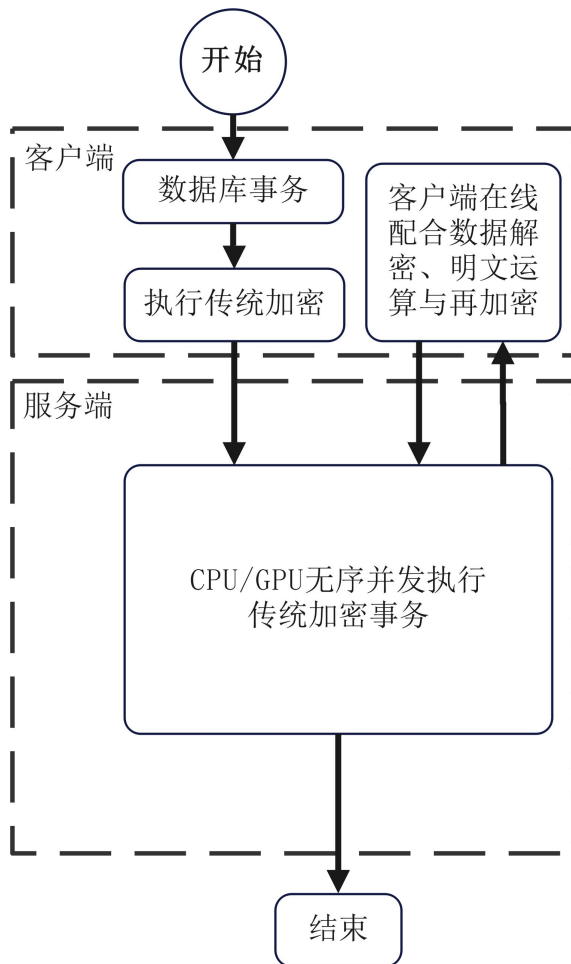 开始
客户端
数据库事务
执行传统加密
客户端在线
配合数据解
密、明文运
算与再加密
服务端
CPU/GPU无序并发执行
传统加密事务
结束